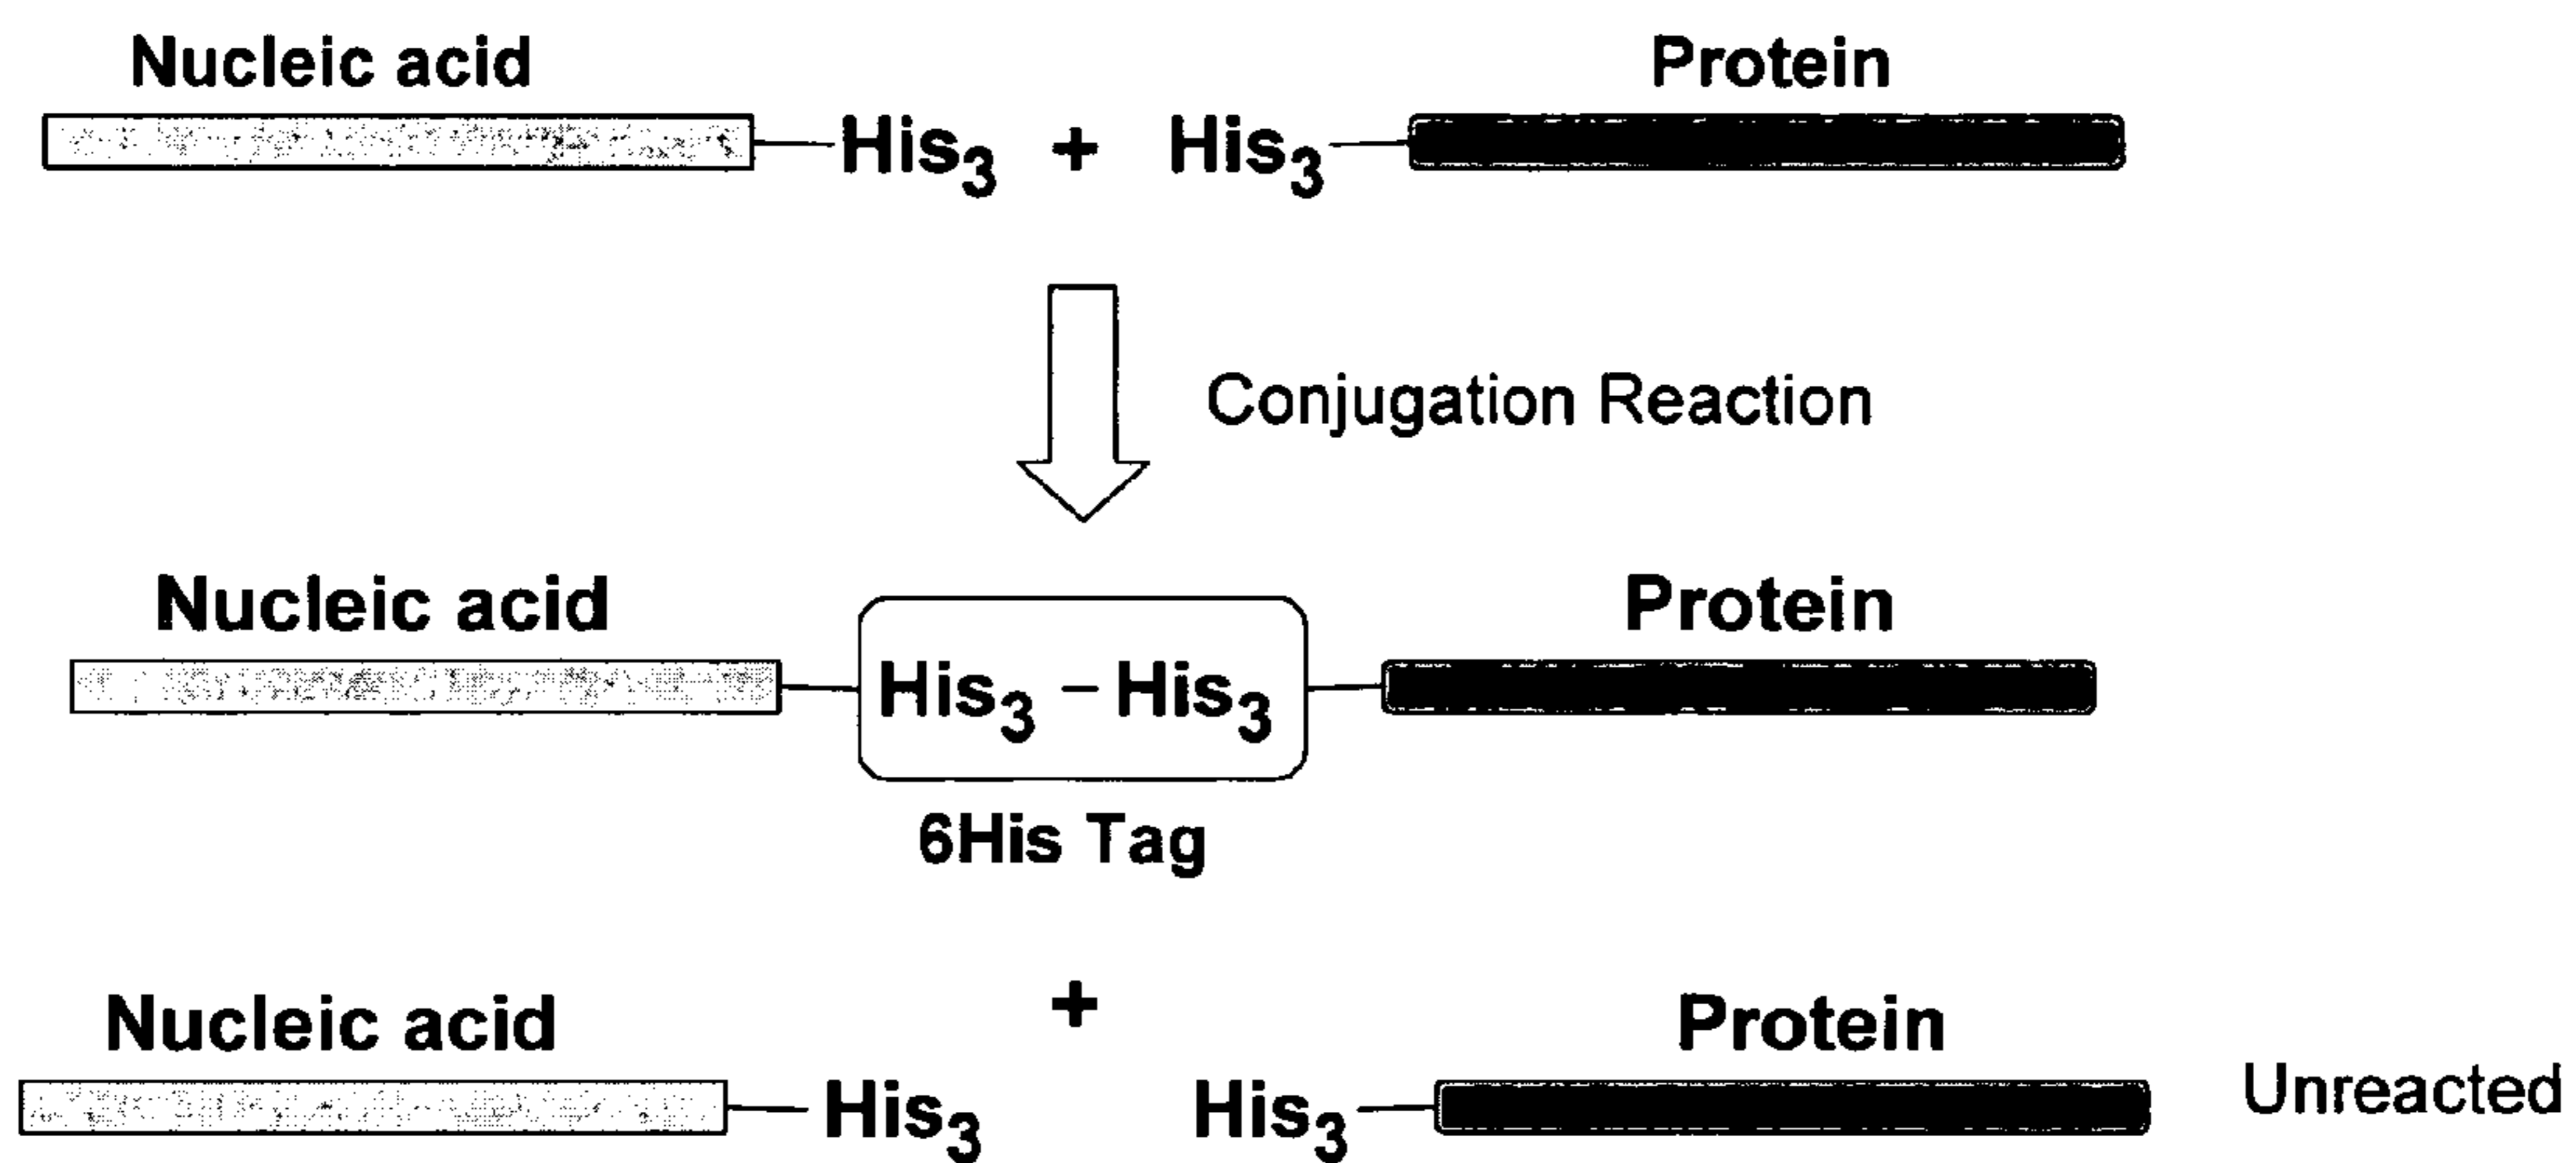 Nucleic acid Protein
His₃ + His₃
Conjugation Reaction
Nucleic acid Protein
His₃ – His₃
6His Tag
+
Nucleic acid Protein
His₃ His₃ Unreacted